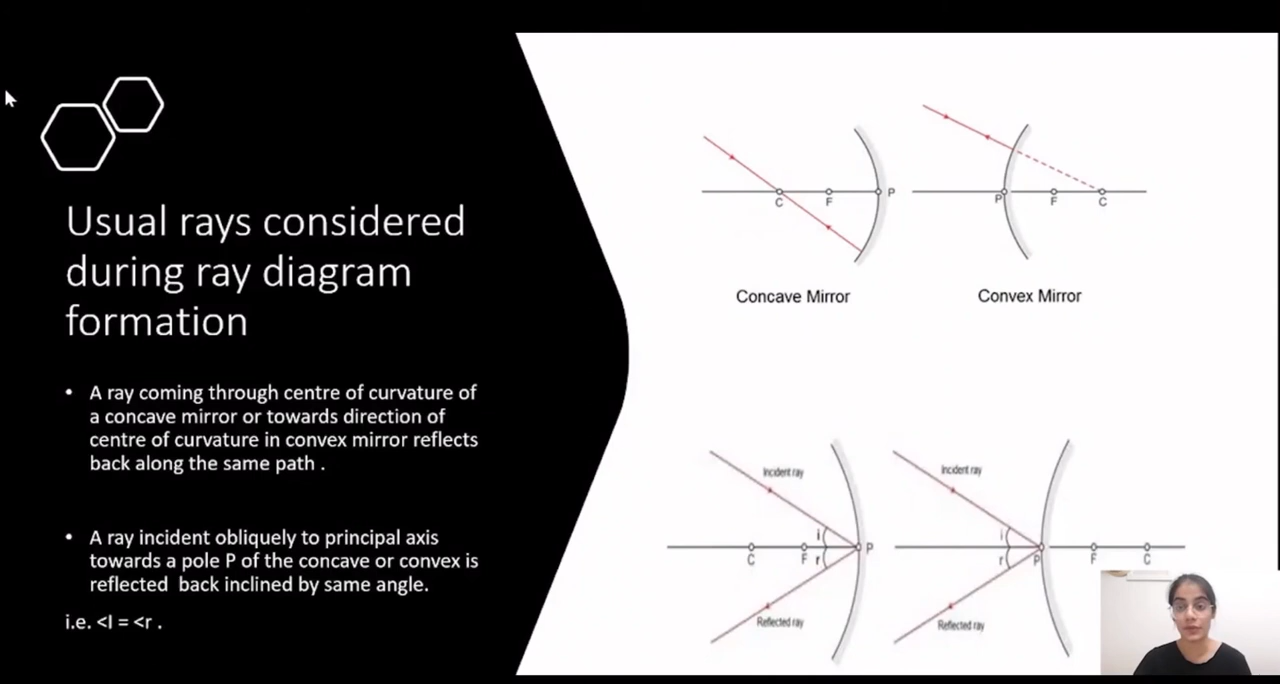 Usual rays considered
during ray diagram
formation
• A ray coming through centre of curvature of
a concave mirror or towards direction of
centre of curvature in convex mirror reflects
back along the same path .
• A ray incident obliquely to principal axis
towards a pole P of the concave or convex is
reflected back inclined by same angle.
i.e. <I = <r .
C F P
P F C
Concave Mirror
Convex Mirror
Incident ray
i
C F r P
Reflected ray
Incident ray
i
r P F C
Reflected ray